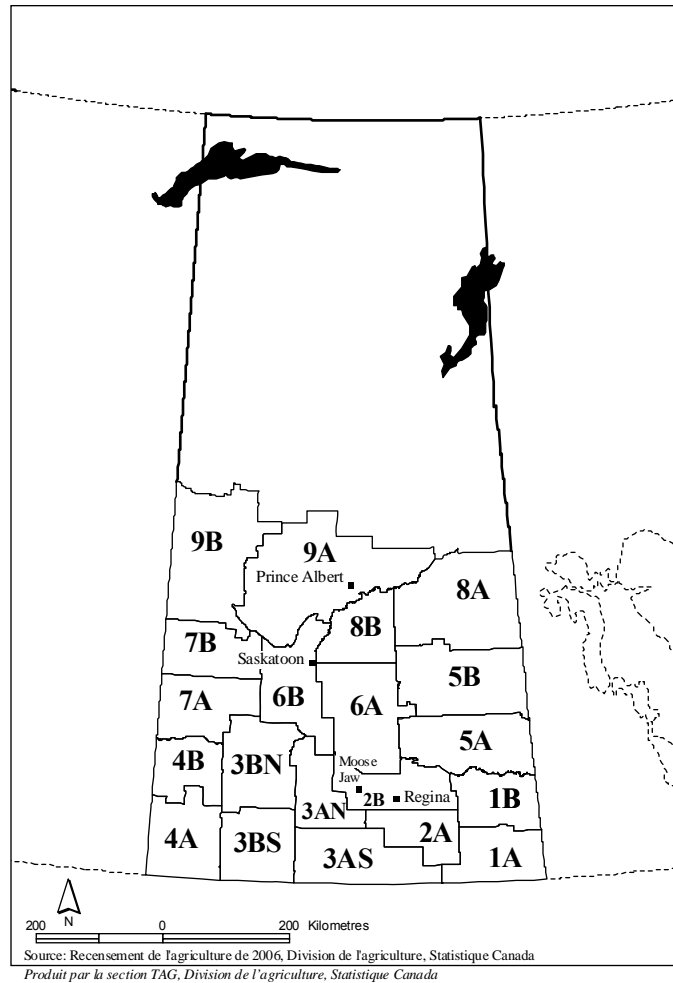 9B
9A
Prince Albert
8A
8B
7B
Saskatoon
5B
6B
7A
6A
5A
4B
3BN
Moose
Jaw
1B
2B
Regina
3AN
4A
3BS
2A
3AS
1A
N
200 0 200 Kilometres
Source: Recensement de l'agriculture de 2006, Division de l'agriculture, Statistique Canada
Produit par la section TAG, Division de l'agriculture, Statistique Canada